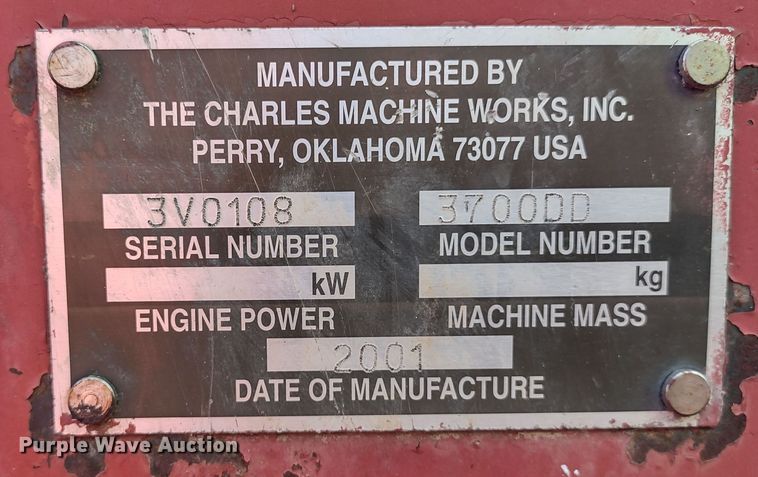 MANUFACTURED BY
THE CHARLES MACHINE WORKS, INC.
PERRY, OKLAHOMA 73077 USA
3V0108 3700DD
SERIAL NUMBER MODEL NUMBER
kW kg
ENGINE POWER MACHINE MASS
2001
DATE OF MANUFACTURE
Purple Wave Auction